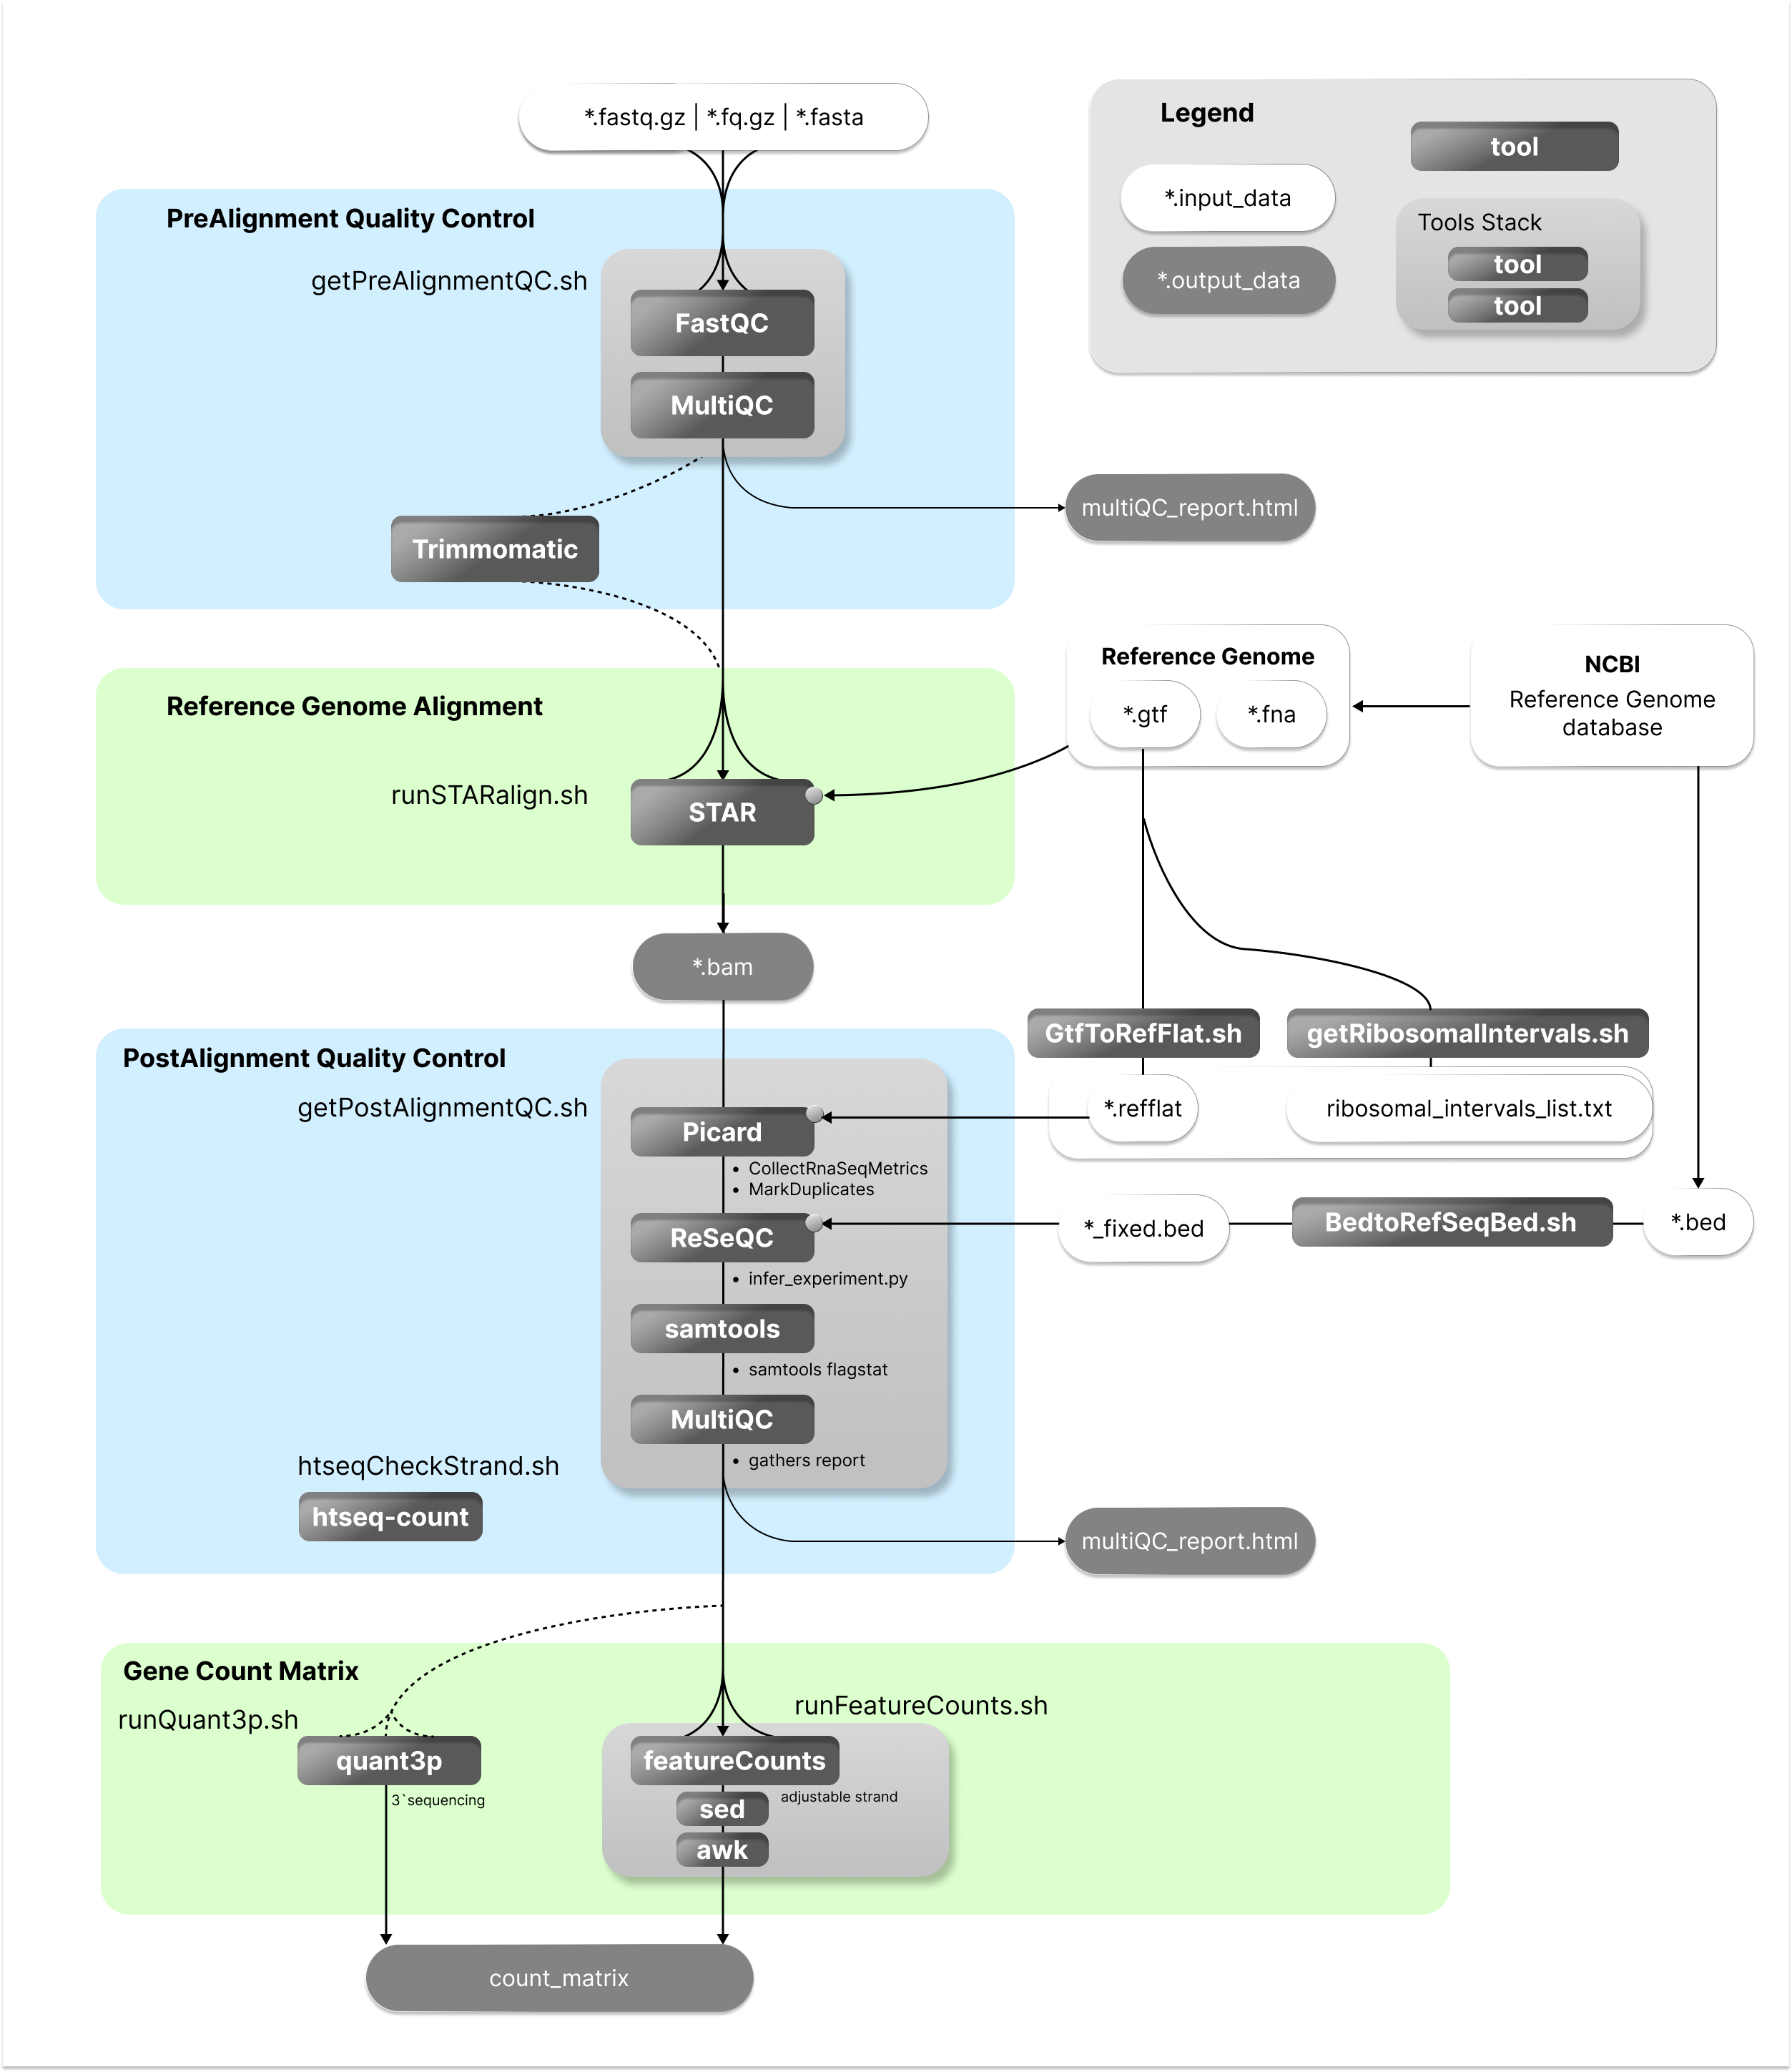 *.fastq.gz | *.fq.gz | *.fasta
Legend
tool
*.input_data
Tools Stack
*.output_data
tool
tool
PreAlignment Quality Control
getPreAlignmentQC.sh
FastQC
MultiQC
multiQC_report.html
Trimmomatic
Reference Genome
*.gtf
*.fna
NCBI
Reference Genome
database
Reference Genome Alignment
runSTARalign.sh
STAR
*.bam
GtfToRefFlat.sh
getRibosomalIntervals.sh
PostAlignment Quality Control
getPostAlignmentQC.sh
*.refflat
ribosomal_intervals_list.txt
Picard
• CollectRnaSeqMetrics
• MarkDuplicates
ReSeQC
*_fixed.bed
BedtoRefSeqBed.sh
*.bed
• infer_experiment.py
samtools
• samtools flagstat
MultiQC
• gathers report
htseqCheckStrand.sh
htseq-count
multiQC_report.html
Gene Count Matrix
runQuant3p.sh
runFeatureCounts.sh
quant3p
featureCounts
3`sequencing
adjustable strand
sed
awk
count_matrix